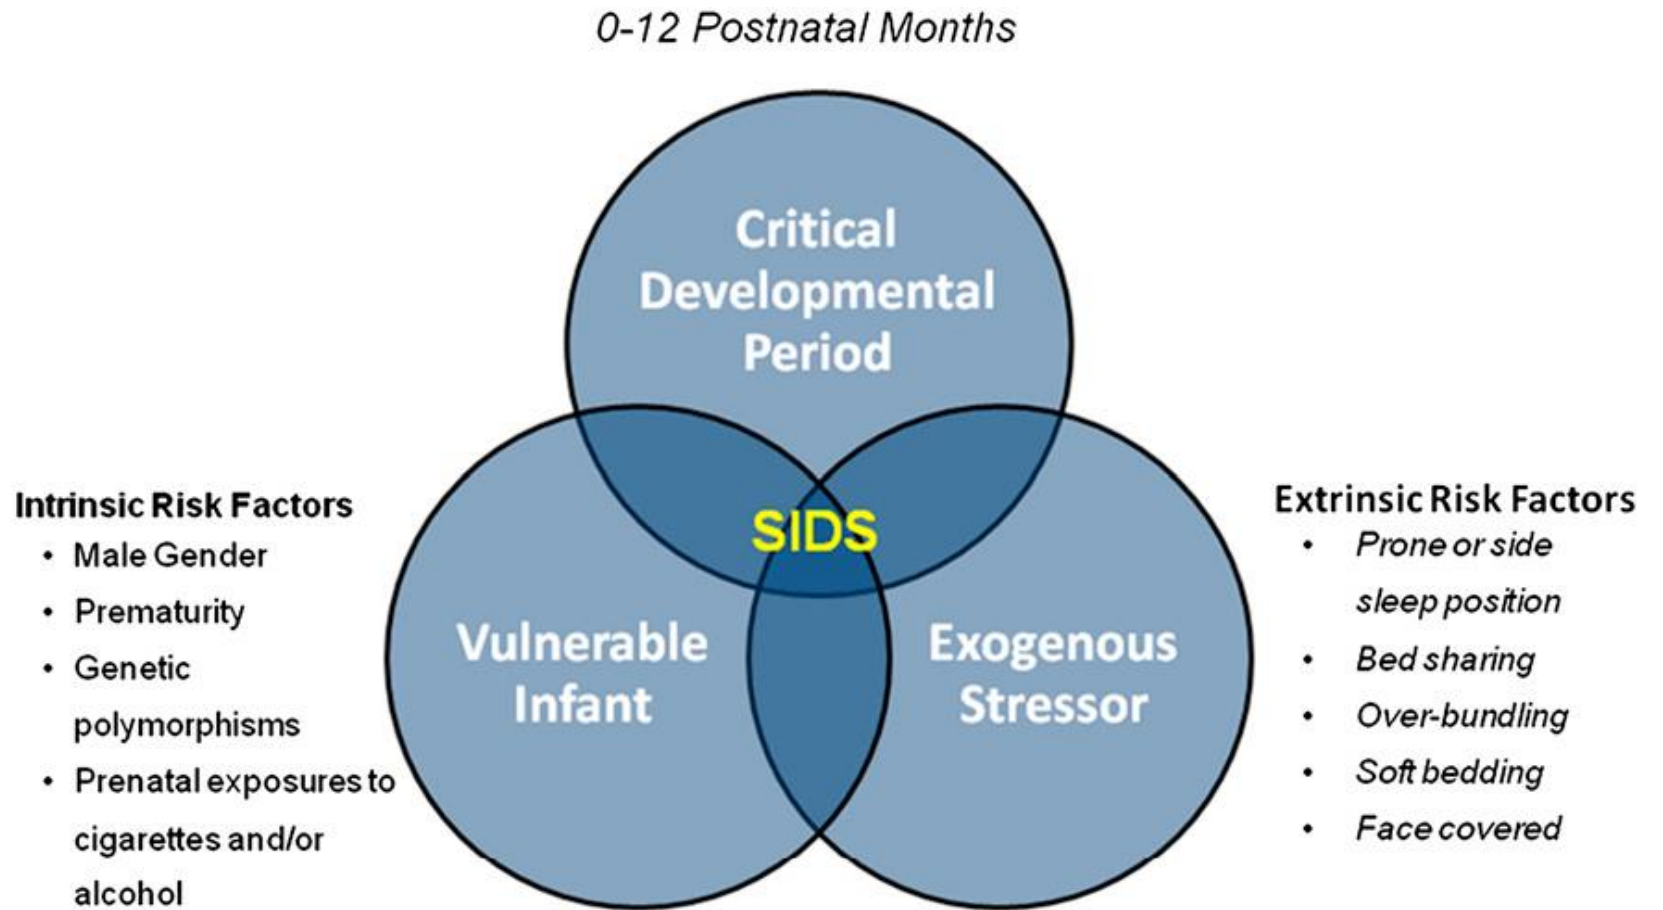 0-12 Postnatal Months
Critical
Developmental
Period
SIDS
Vulnerable
Infant
Exogenous
Stressor
Intrinsic Risk Factors
• Male Gender
• Prematurity
• Genetic
polymorphisms
• Prenatal exposures to
cigarettes and/or
alcohol
Extrinsic Risk Factors
• Prone or side
sleep position
• Bed sharing
• Over-bundling
• Soft bedding
• Face covered